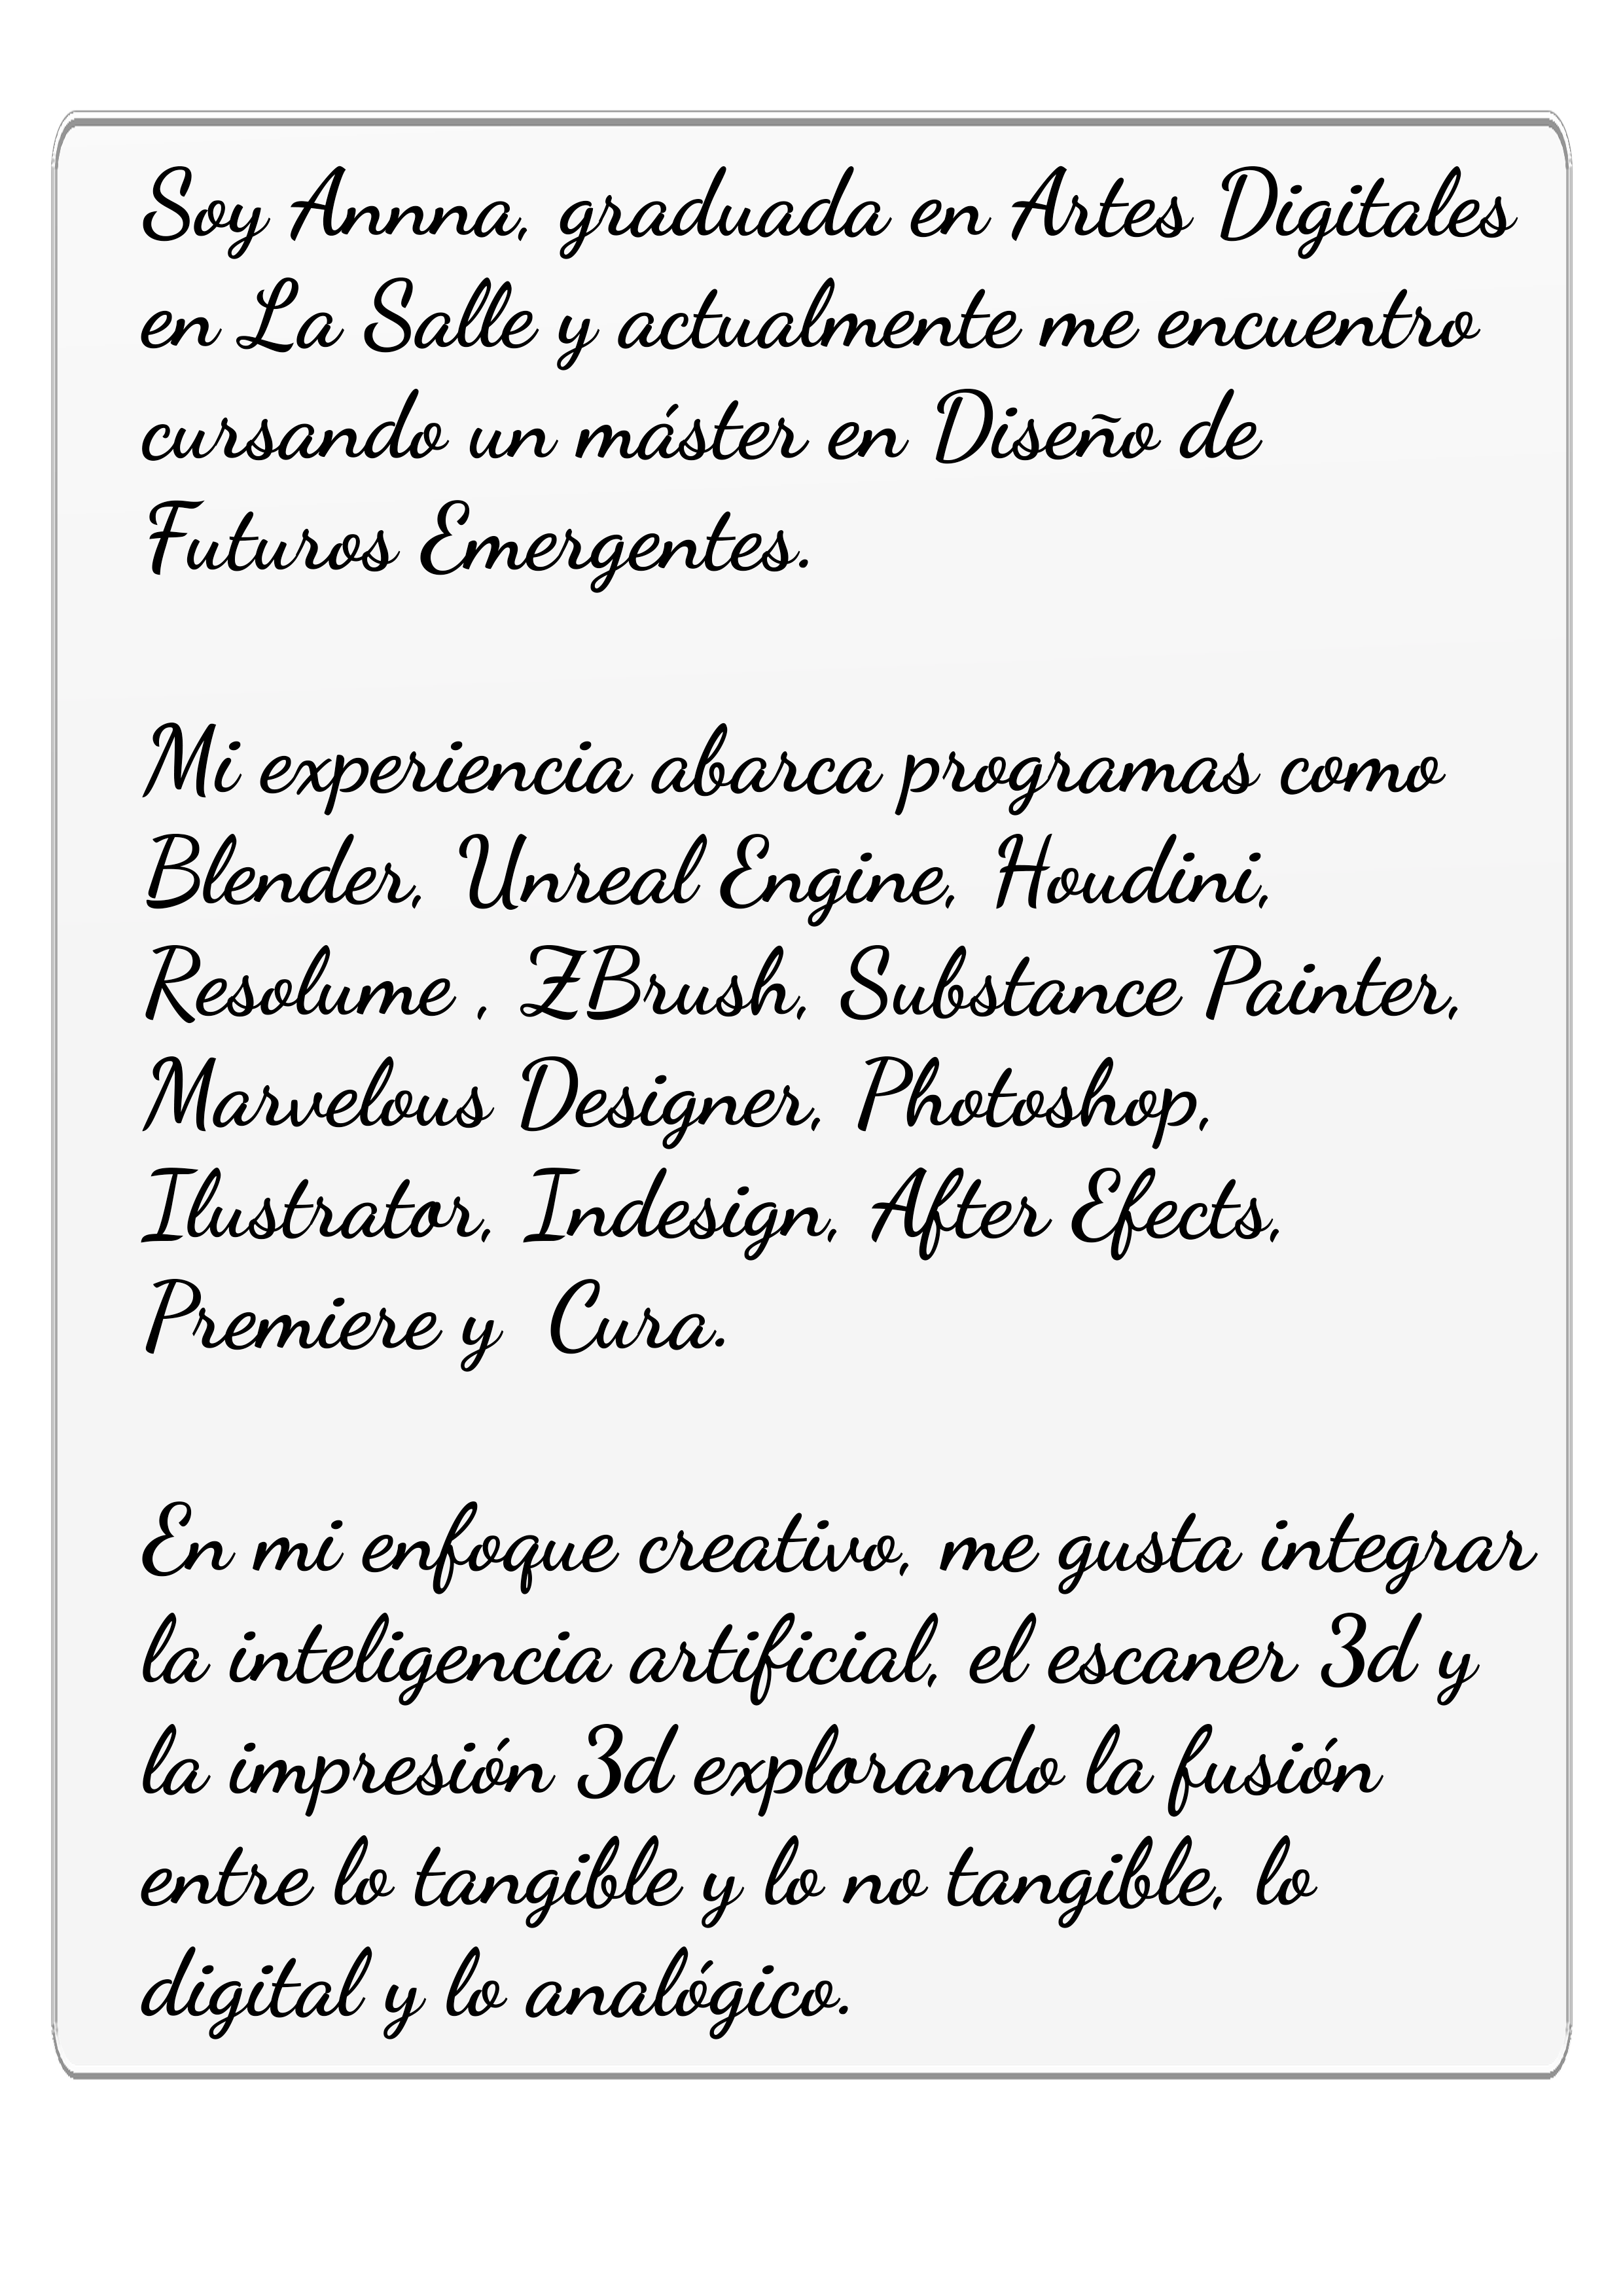 Soy Annna, graduada en Artes Digitales
en La Salle y actualmente me encuentro
cursando un máster en Diseño de
Futuros Emergentes.
Mi experiencia abarca programas como
Blender, Unreal Engine, Houdini,
Resolume , ZBrush, Substance Painter,
Marvelous Designer, Photoshop,
Ilustrator, Indesign, After Efects,
Premiere y  Cura.
En mi enfoque creativo, me gusta integrar
la inteligencia artificial, el escaner 3d y
la impresión 3d explorando la fusión
entre lo tangible y lo no tangible, lo
digital y lo analógico.